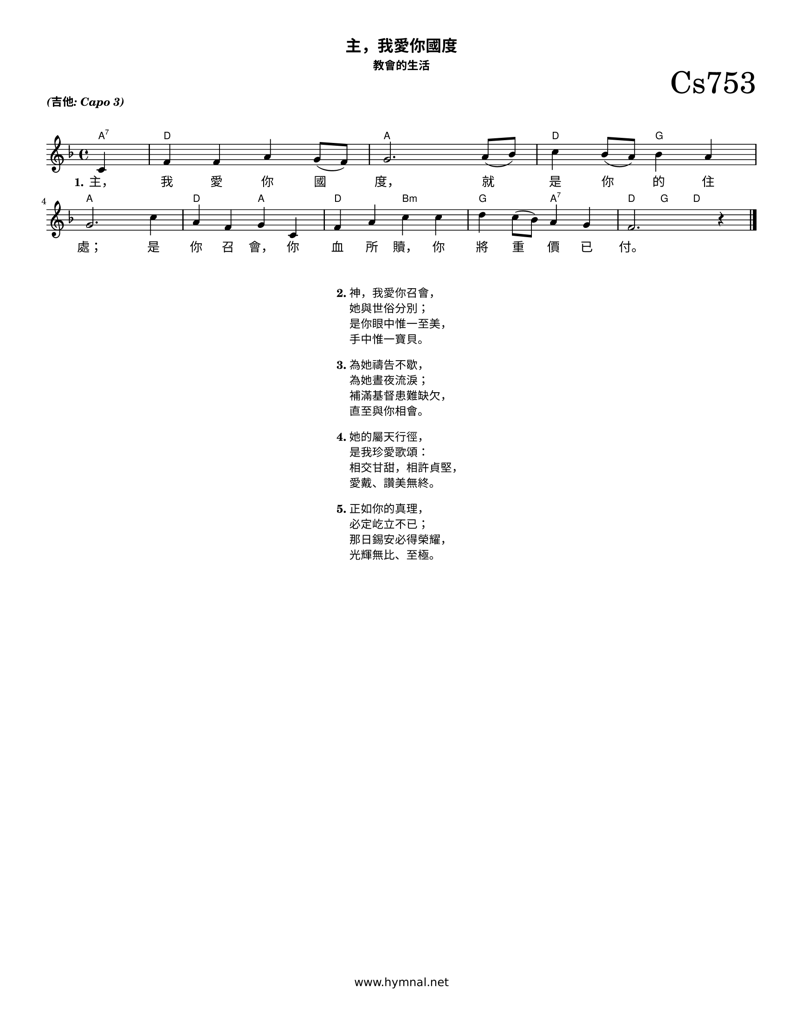 主，我愛你國度
教會的生活
Cs753
(吉他: Capo 3)
A7 D A D G
1. 主， 我 愛 你 國 度， 就 是 你 的 住
4 A D A D Bm G A7 D G D
處； 是 你 召 會， 你 血 所 贖， 你 將 重 價 已 付。
2. 神，我愛你召會，
她與世俗分別；
是你眼中惟一至美，
手中惟一寶貝。
3. 為她禱告不歇，
為她晝夜流淚；
補滿基督患難缺欠，
直至與你相會。
4. 她的屬天行徑，
是我珍愛歌頌：
相交甘甜，相許貞堅，
愛戴、讚美無終。
5. 正如你的真理，
必定屹立不已；
那日錫安必得榮耀，
光輝無比、至極。
www.hymnal.net